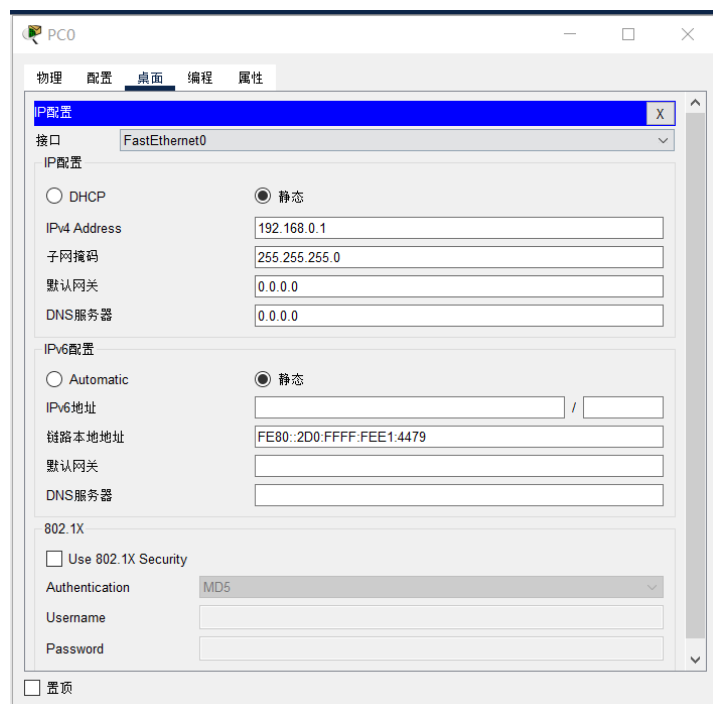 PC0
物理 配置 桌面 编程 属性
IP配置 X
接口 FastEthernet0
IP配置
DHCP 静态
IPv4 Address 192.168.0.1
子网掩码 255.255.255.0
默认网关 0.0.0.0
DNS服务器 0.0.0.0
IPv6配置
Automatic 静态
IPv6地址 /
链路本地地址 FE80::2D0:FFFF:FEE1:4479
默认网关
DNS服务器
802.1X
Use 802.1X Security
Authentication MD5
Username
Password
置顶